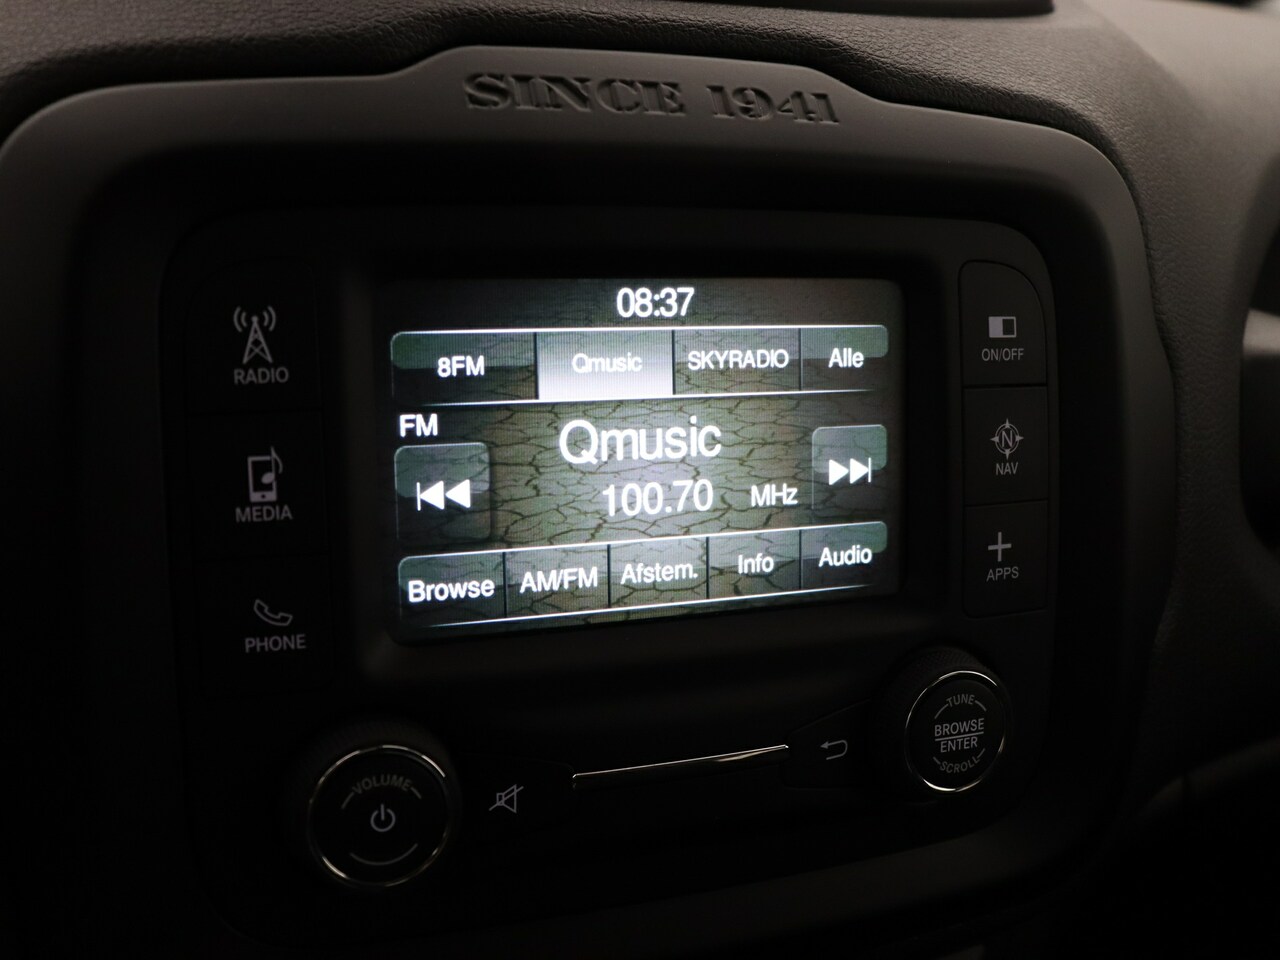 SINCE 1941
08:37
8FM Qmusic SKYRADIO Alle
FM
Qmusic
100.70 MHz
Browse AM/FM Afstem. Info Audio
RADIO
MEDIA
PHONE
ON/OFF
N
NAV
APPS
VOLUME
TUNE
BROWSE
ENTER
SCROLL